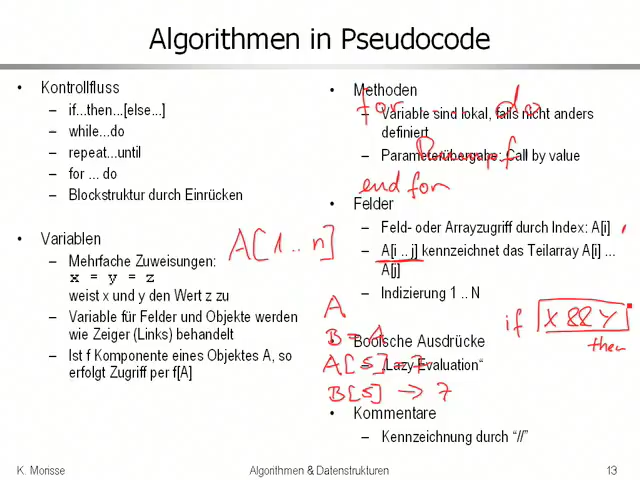 Algorithmen in Pseudocode
• Kontrollfluss
– if...then...[else...]
– while...do
– repeat...until
– for ... do
– Blockstruktur durch Einrücken
• Variablen
– Mehrfache Zuweisungen:
x = y = z
weist x und y den Wert z zu
– Variable für Felder und Objekte werden
wie Zeiger (Links) behandelt
– Ist f Komponente eines Objektes A, so
erfolgt Zugriff per f[A]
A[1..n]
• Methoden
for - - - do
– Variable sind lokal, falls nicht anders
definiert
– Parameterübergabe: Call by value
end for
• Felder
– Feld- oder Arrayzugriff durch Index: A[i]
– A[i .. j] kennzeichnet das Teilarray A[i] ...
A[j]
– Indizierung 1 .. N
A
B = A
if X && Y
then
• Boolsche Ausdrücke
A[5] = 7
– „Lazy Evaluation“
B[5] → 7
• Kommentare
– Kennzeichnung durch “//”
K. Morisse
Algorithmen & Datenstrukturen
13